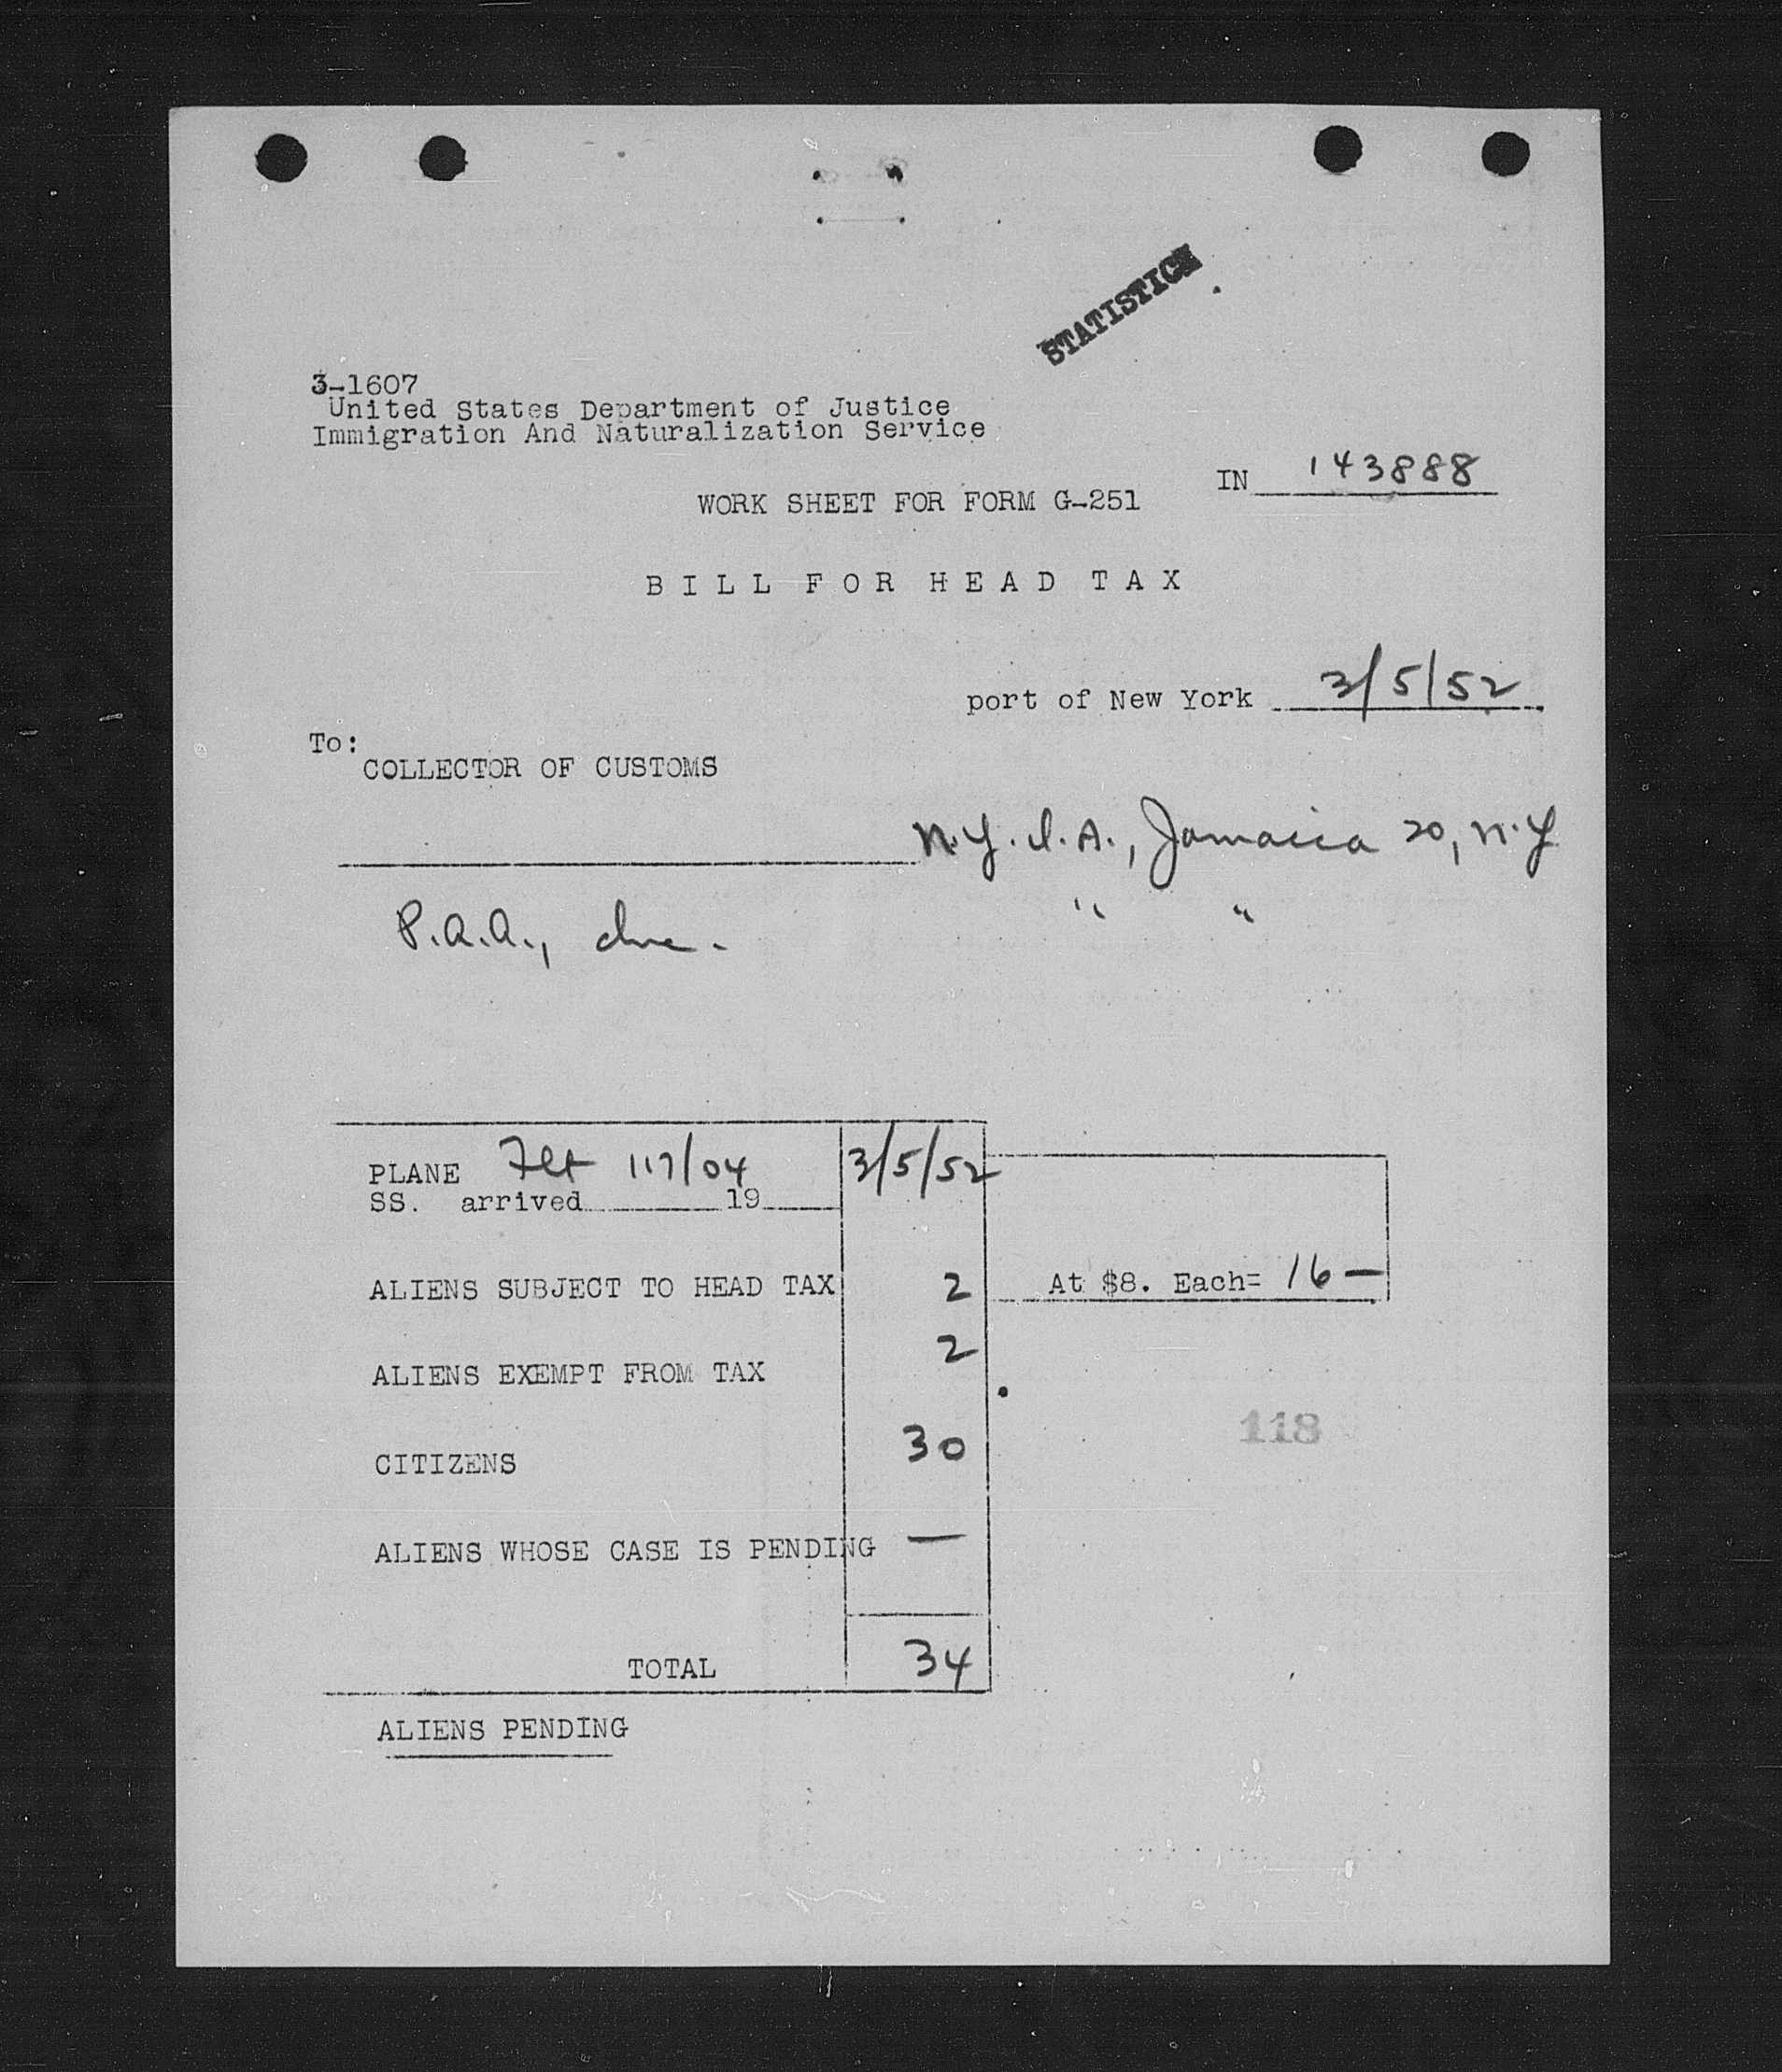 STATISTICS
3-1607
United States Department of Justice
Immigration And Naturalization Service
IN 143888
WORK SHEET FOR FORM G-251
BILL FOR HEAD TAX
port of New York 3/5/52
To:
COLLECTOR OF CUSTOMS
N.Y.I.A., Jamaica 20, N.Y
P.A.A., Inc. " "
PLANE Flt 117/04 3/5/52
SS. arrived 19
ALIENS SUBJECT TO HEAD TAX 2 At $8. Each= 16 —
ALIENS EXEMPT FROM TAX 2
118
CITIZENS 30
ALIENS WHOSE CASE IS PENDING —
TOTAL 34
ALIENS PENDING